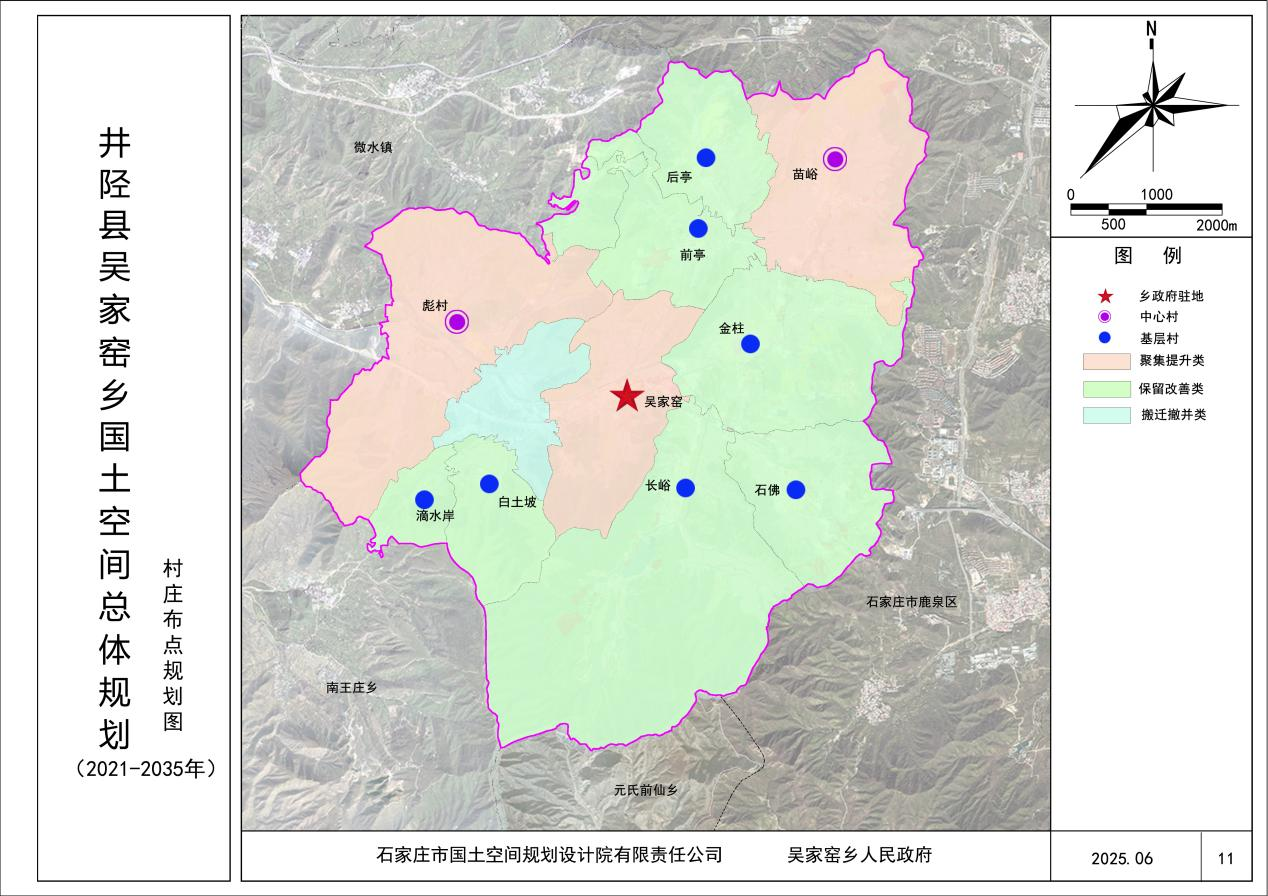 井陉县吴家窑乡国土空间总体规划
（2021-2035年）
村庄布点规划图
微水镇
后亭
苗峪
前亭
彪村
金柱
吴家窑
长峪
石佛
白土坡
滴水岸
石家庄市鹿泉区
南王庄乡
元氏前仙乡
N
0 1000
500 2000m
图 例
乡政府驻地
中心村
基层村
聚集提升类
保留改善类
搬迁撤并类
石家庄市国土空间规划设计院有限责任公司 吴家窑乡人民政府
2025.06 11